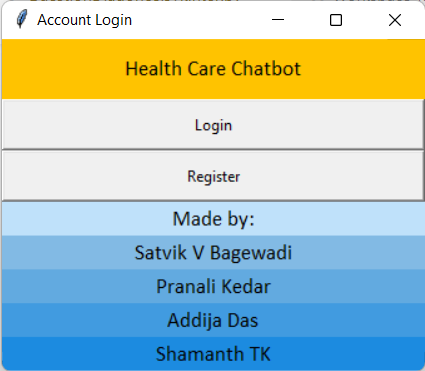 Account Login
Health Care Chatbot
Login
Register
Made by:
Satvik V Bagewadi
Pranali Kedar
Addija Das
Shamanth TK